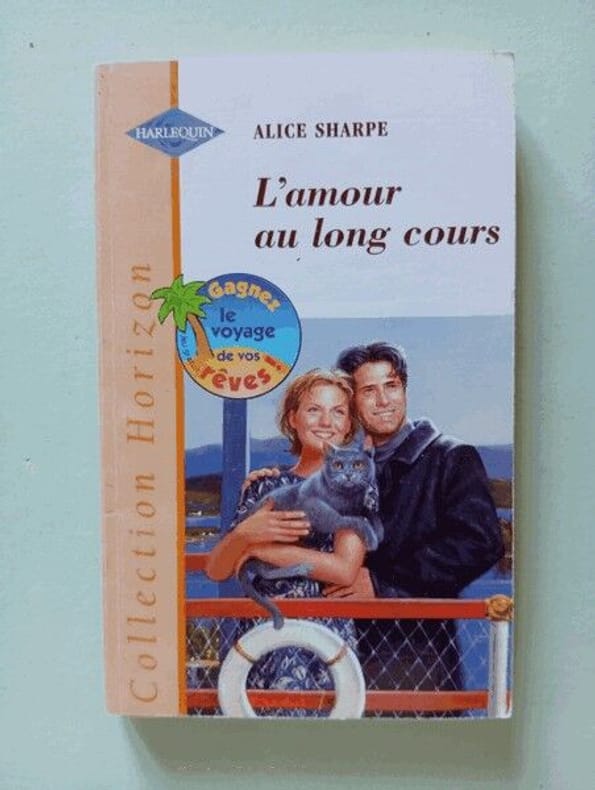 HARLEQUIN
ALICE SHARPE
L'amour
au long cours
Gagnez
le
voyage
de vos
rêves
Collection Horizon